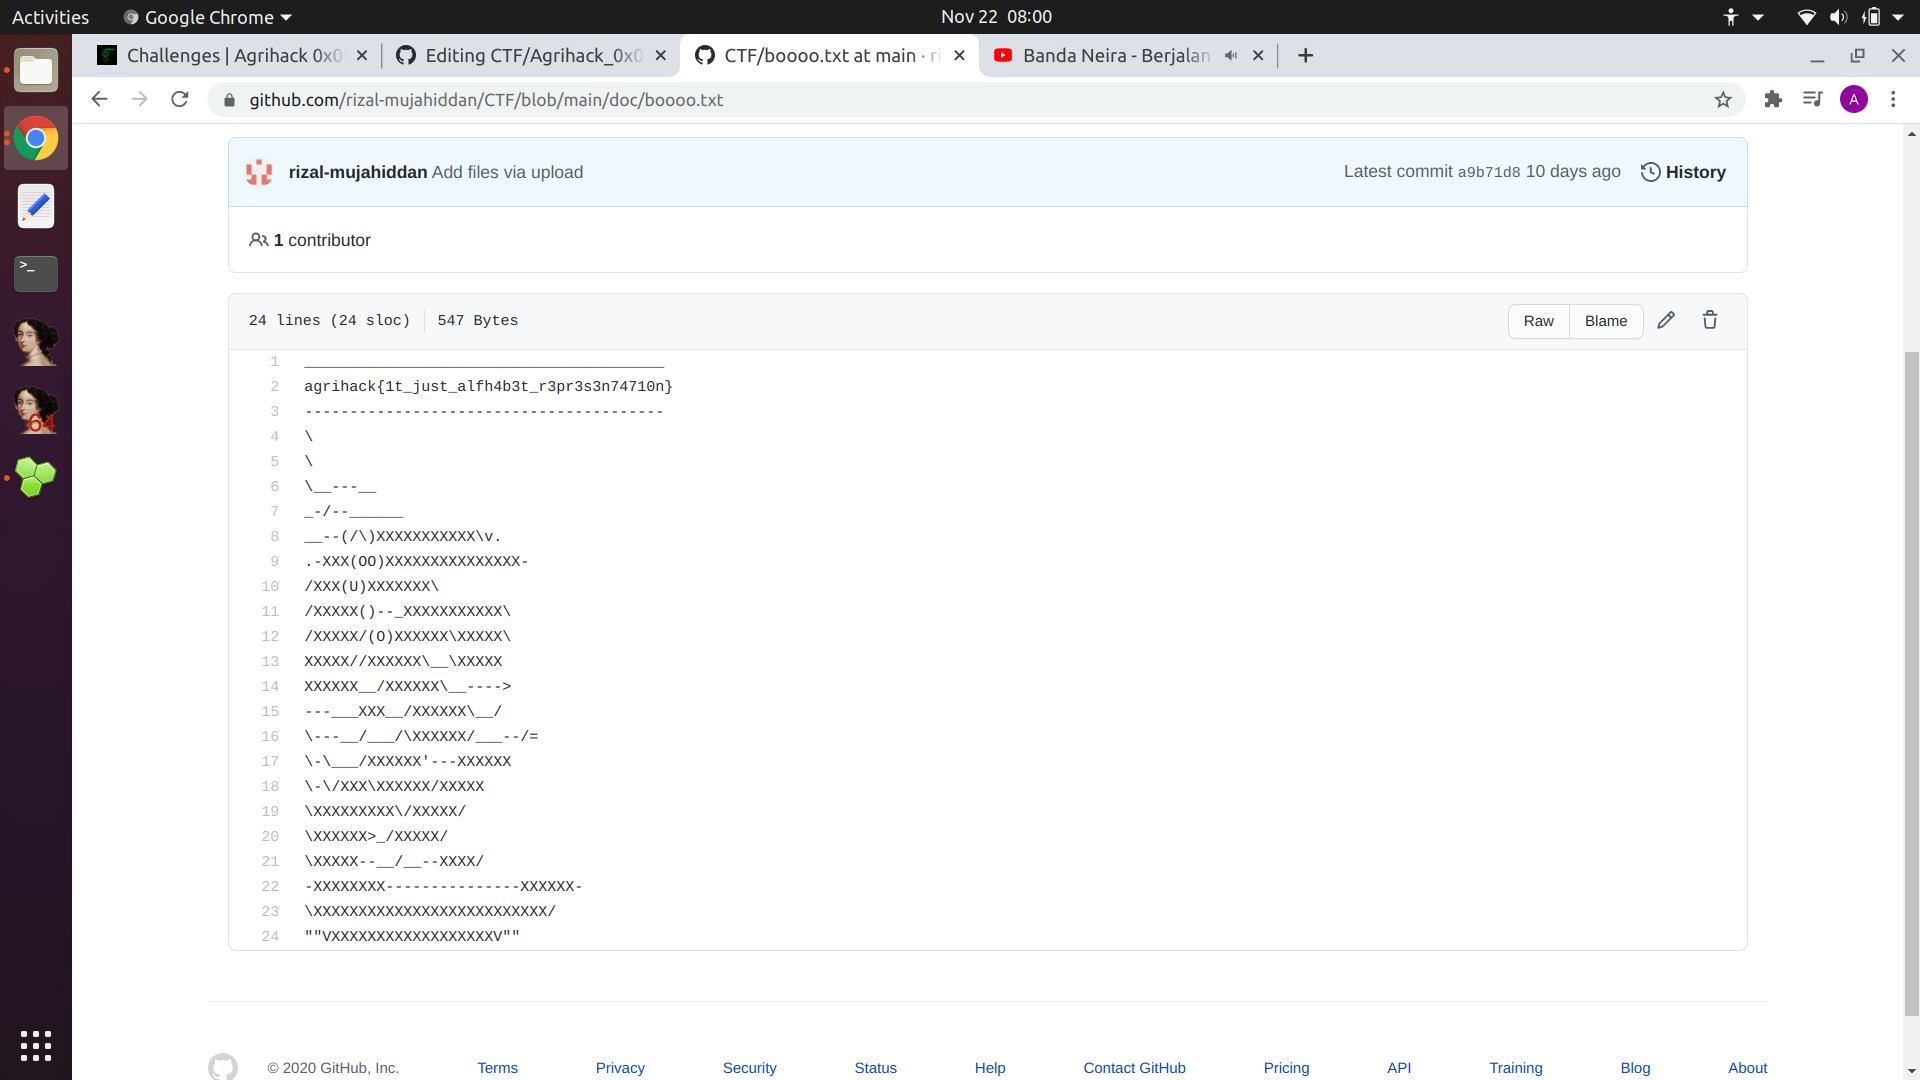 Activities
Google Chrome
Nov 22 08:00
Challenges | Agrihack 0x0
Editing CTF/Agrihack_0x0
CTF/boooo.txt at main · ri
Banda Neira - Berjalan
github.com/rizal-mujahiddan/CTF/blob/main/doc/boooo.txt
A
rizal-mujahiddan Add files via upload
Latest commit a9b71d8 10 days ago
History
1 contributor
24 lines (24 sloc)
547 Bytes
Raw
Blame
1 ________________________________________
2 agrihack{1t_just_alfh4b3t_r3pr3s3n74710n}
3 ----------------------------------------
4 \
5 \
6 \__---__
7 _-/--______
8 __--(/\)XXXXXXXXXXX\v.
9 .-XXX(OO)XXXXXXXXXXXXXXX-
10 /XXX(U)XXXXXXX\
11 /XXXXX()--_XXXXXXXXXXX\
12 /XXXXX/(O)XXXXXX\XXXXX\
13 XXXXX//XXXXXX\__\XXXXX
14 XXXXXX__/XXXXXX\__---->
15 ---___XXX__/XXXXXX\__/
16 \---__/___/\XXXXXX/___--/=
17 \-\___/XXXXXX'---XXXXXX
18 \-\/XXX\XXXXXX/XXXXX
19 \XXXXXXXXX\/XXXXX/
20 \XXXXXX>_/XXXXX/
21 \XXXXX--__/__--XXXX/
22 -XXXXXXXX---------------XXXXXX-
23 \XXXXXXXXXXXXXXXXXXXXXXXXXX/
24 ""VXXXXXXXXXXXXXXXXXXV""
64
© 2020 GitHub, Inc.
Terms
Privacy
Security
Status
Help
Contact GitHub
Pricing
API
Training
Blog
About